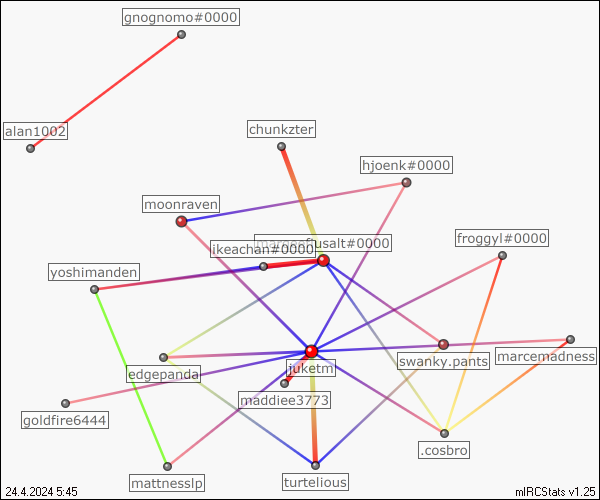 gnognomo#0000
alan1002
chunkzter
hjoenk#0000
moonraven
ikeachan#0000
usalt#0000
froggyl#0000
yoshimanden
swanky.pants
marcemadness
edgepanda
juketm
maddiee3773
goldfire6444
.cosbro
mattnesslp
turtelious
24.4.2024 5:45
mIRCStats v1.25